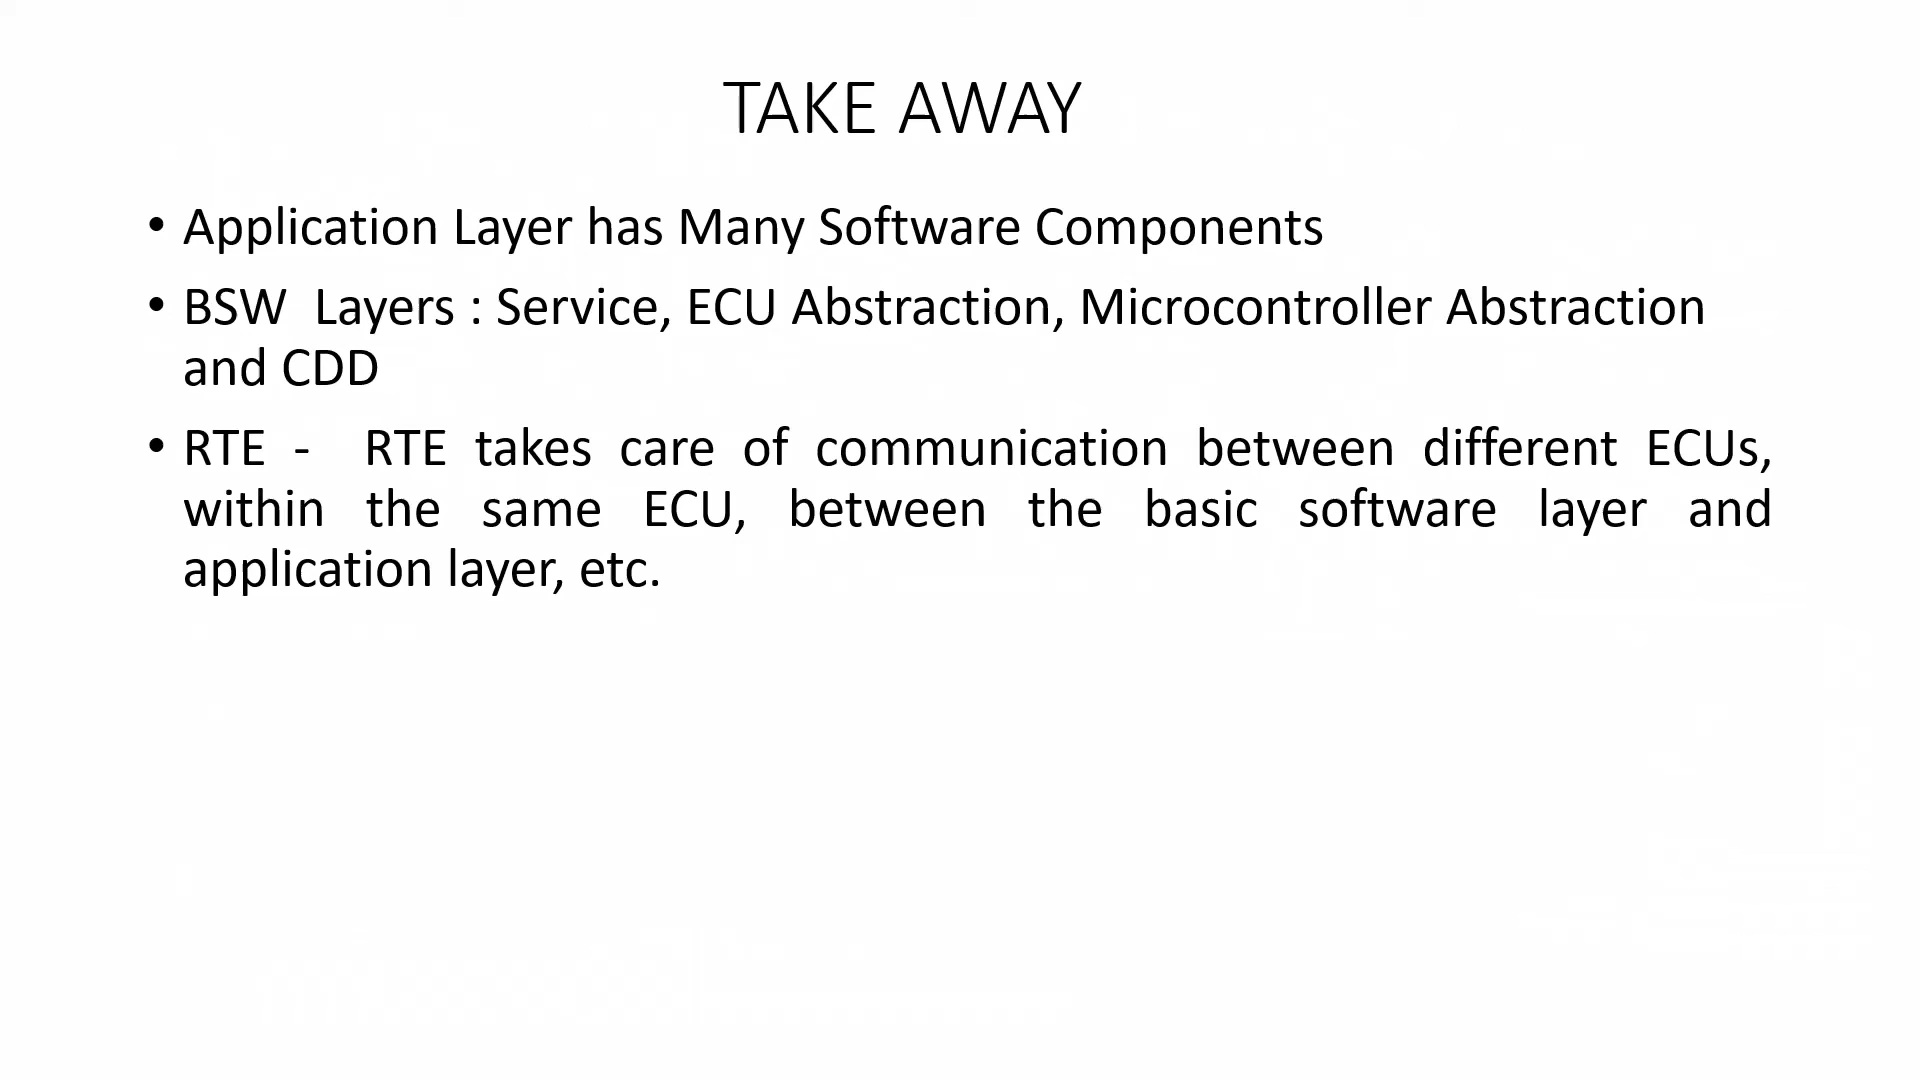 TAKE AWAY
• Application Layer has Many Software Components
• BSW Layers : Service, ECU Abstraction, Microcontroller Abstraction
and CDD
• RTE - RTE takes care of communication between different ECUs,
within the same ECU, between the basic software layer and
application layer, etc.